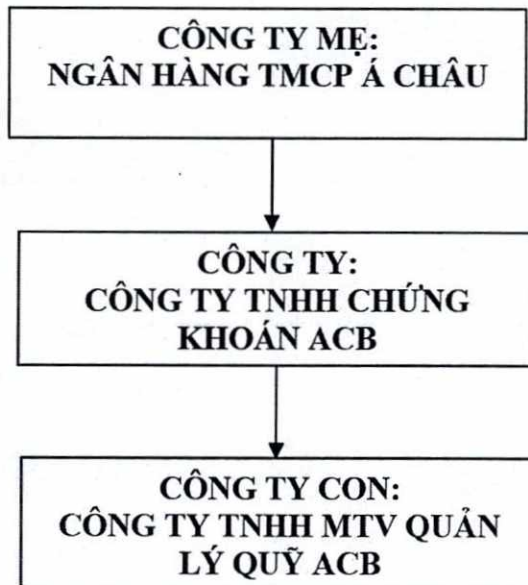 CÔNG TY MẸ:
NGÂN HÀNG TMCP Á CHÂU
CÔNG TY:
CÔNG TY TNHH CHỨNG
KHOÁN ACB
CÔNG TY CON:
CÔNG TY TNHH MTV QUẢN
LÝ QUỸ ACB